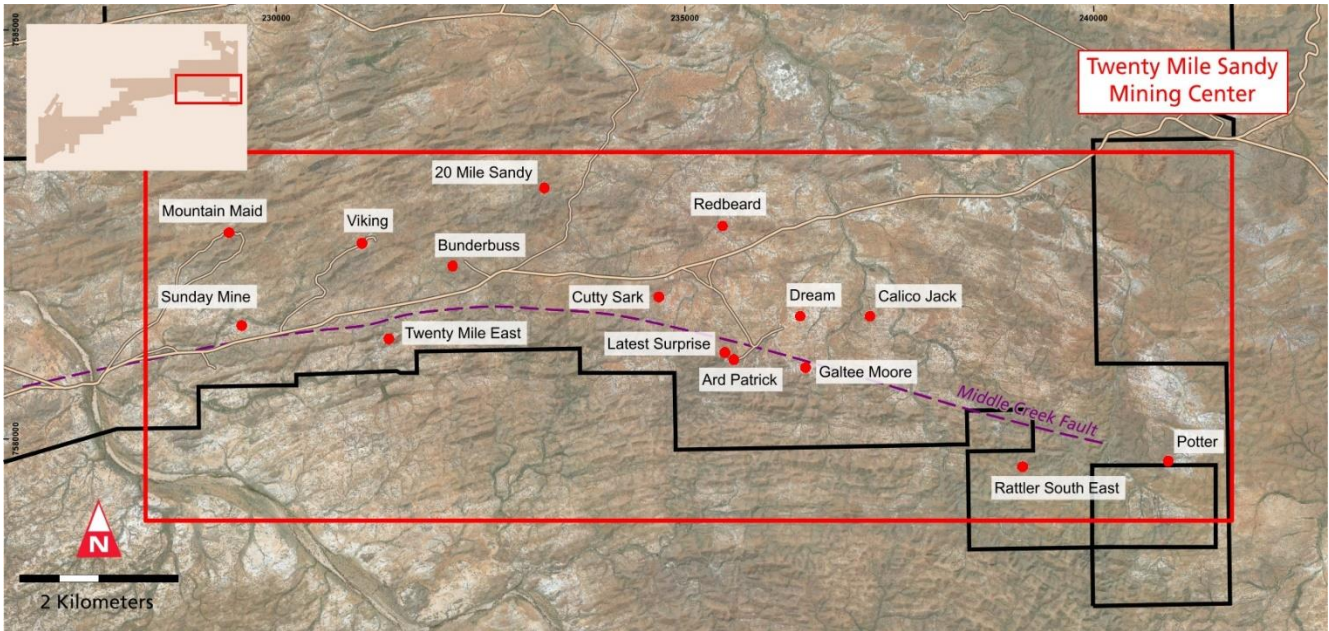 230000
235000
240000
7585000
Twenty Mile Sandy
Mining Center
20 Mile Sandy
Mountain Maid
Viking
Redbeard
Bunderbuss
Sunday Mine
Cutty Sark
Dream
Calico Jack
Twenty Mile East
Latest Surprise
Ard Patrick
Galtee Moore
Middle Creek Fault
7580000
Potter
Rattler South East
N
2 Kilometers